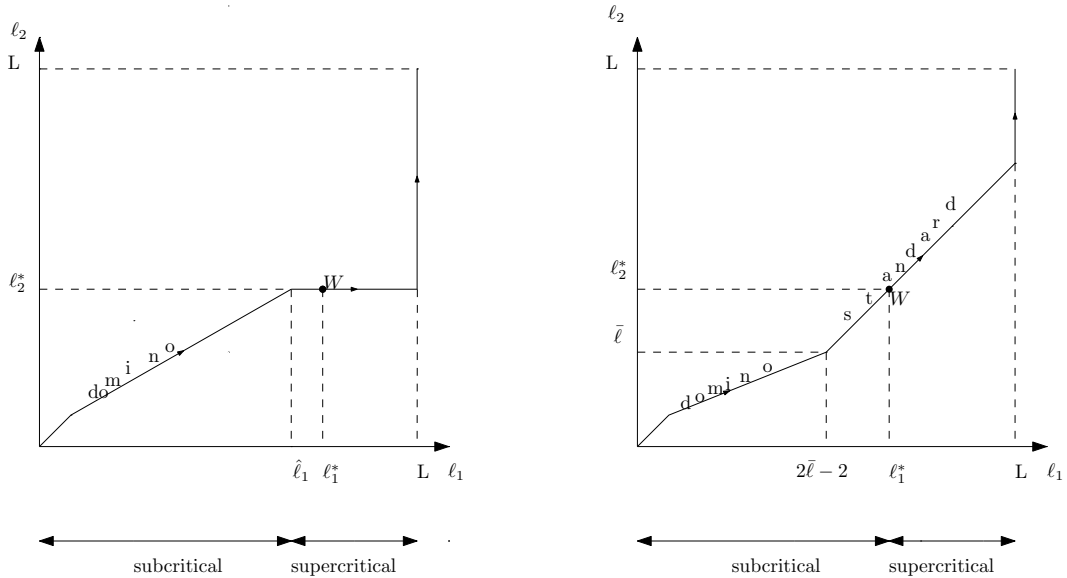 ℓ₂
L
ℓ₂*
W
domino
ℓ̂₁
ℓ₁*
L
ℓ₁
subcritical
supercritical
ℓ₂
L
ℓ₂*
W
ℓ̄
standard
domino
2ℓ̄ − 2
ℓ₁*
L
ℓ₁
subcritical
supercritical